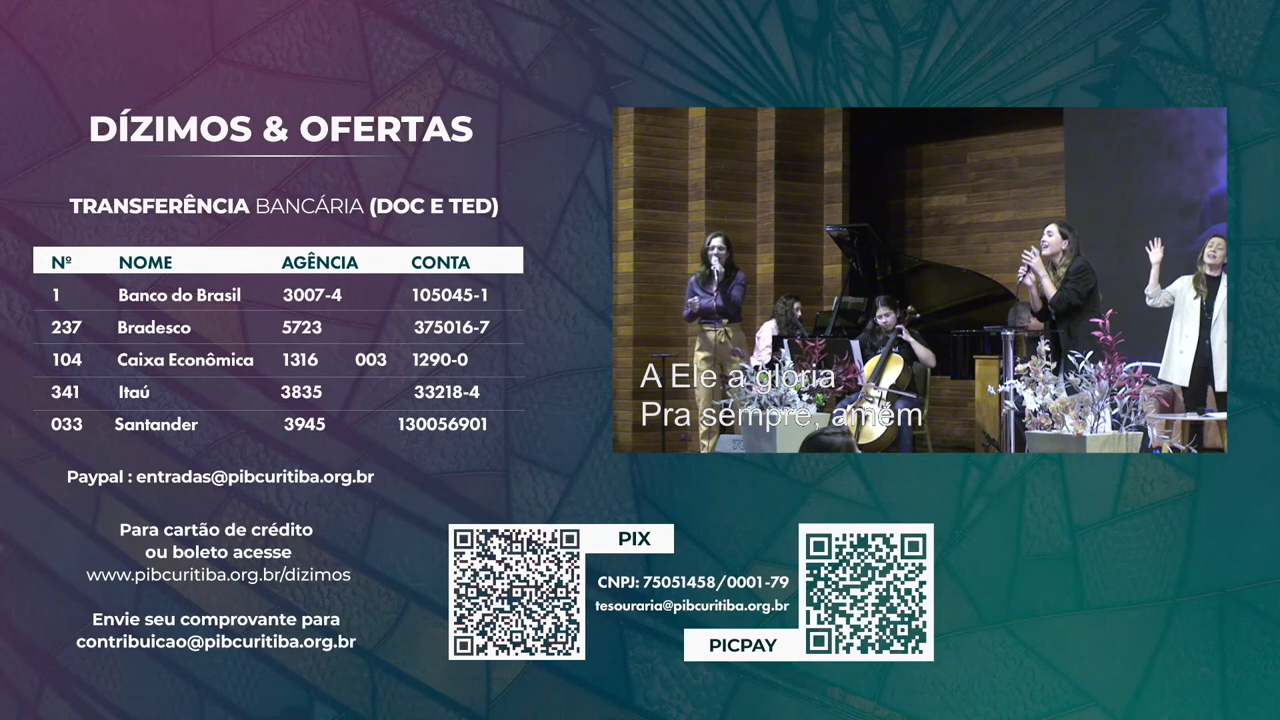 DÍZIMOS & OFERTAS
TRANSFERÊNCIA BANCÁRIA (DOC E TED)
Nº NOME AGÊNCIA CONTA
1 Banco do Brasil 3007-4 105045-1
237 Bradesco 5723 375016-7
104 Caixa Econômica 1316 003 1290-0
341 Itaú 3835 33218-4
033 Santander 3945 130056901
Paypal : entradas@pibcuritiba.org.br
Para cartão de crédito
ou boleto acesse
www.pibcuritiba.org.br/dizimos
Envie seu comprovante para
contribuicao@pibcuritiba.org.br
A Ele a glória
Pra sempre, amém
PIX
CNPJ: 75051458/0001-79
tesouraria@pibcuritiba.org.br
PICPAY